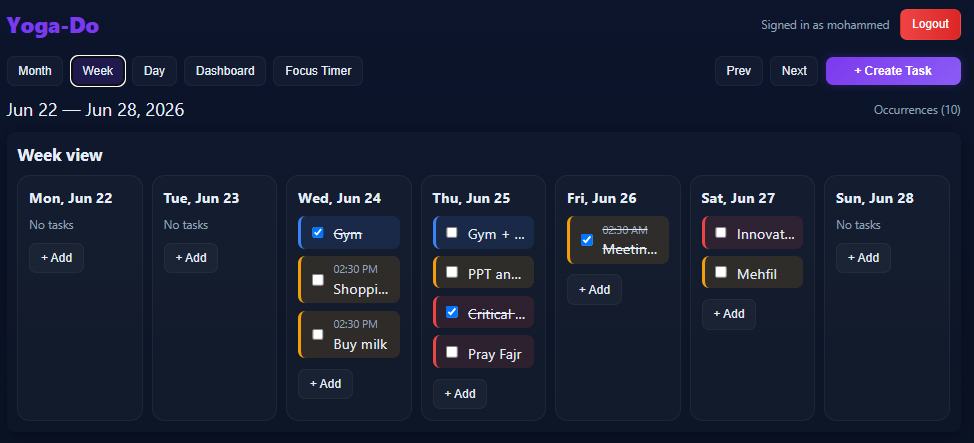 Yoga-Do
Signed in as mohammed
Logout
Month
Week
Day
Dashboard
Focus Timer
Prev
Next
+ Create Task
Jun 22 — Jun 28, 2026
Occurrences (10)
Week view
Mon, Jun 22
No tasks
+ Add
Tue, Jun 23
No tasks
+ Add
Wed, Jun 24
Gym
02:30 PM
Shoppi...
02:30 PM
Buy milk
+ Add
Thu, Jun 25
Gym + ...
PPT an...
Critical ...
Pray Fajr
+ Add
Fri, Jun 26
02:30 AM
Meetin...
+ Add
Sat, Jun 27
Innovat...
Mehfil
+ Add
Sun, Jun 28
No tasks
+ Add